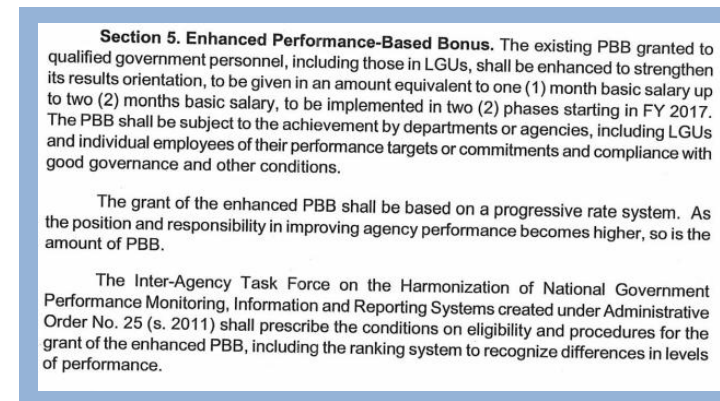 Section 5. Enhanced Performance-Based Bonus. The existing PBB granted to
qualified government personnel, including those in LGUs, shall be enhanced to strengthen
its results orientation, to be given in an amount equivalent to one (1) month basic salary up
to two (2) months basic salary, to be implemented in two (2) phases starting in FY 2017.
The PBB shall be subject to the achievement by departments or agencies, including LGUs
and individual employees of their performance targets or commitments and compliance with
good governance and other conditions.
The grant of the enhanced PBB shall be based on a progressive rate system. As
the position and responsibility in improving agency performance becomes higher, so is the
amount of PBB.
The Inter-Agency Task Force on the Harmonization of National Government
Performance Monitoring, Information and Reporting Systems created under Administrative
Order No. 25 (s. 2011) shall prescribe the conditions on eligibility and procedures for the
grant of the enhanced PBB, including the ranking system to recognize differences in levels
of performance.